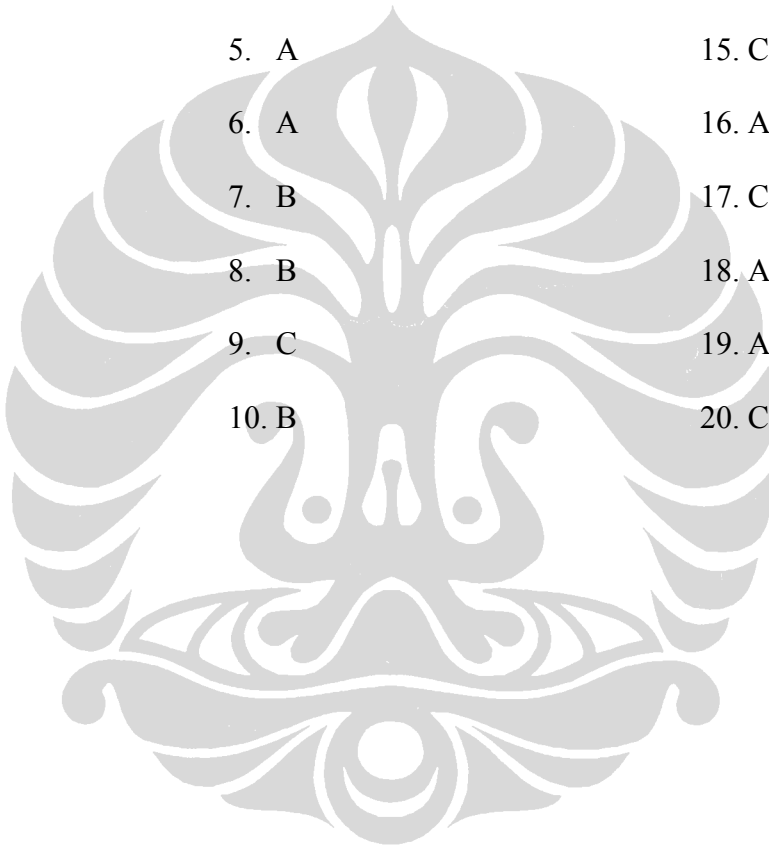 5. A
6. A
7. B
8. B
9. C
10. B
15. C
16. A
17. C
18. A
19. A
20. C